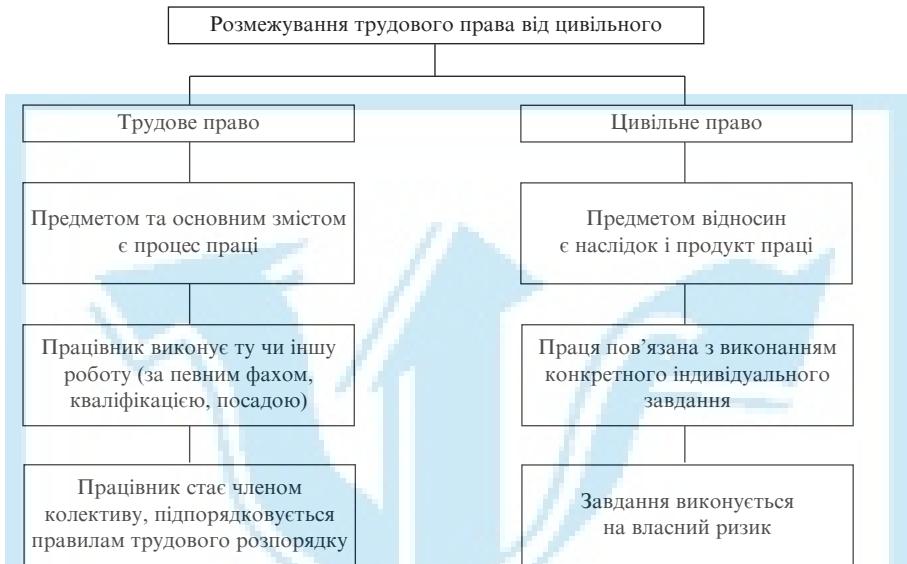 Розмежування трудового права від цивільного
Трудове право
Предметом та основним змістом
є процес праці
Працівник виконує ту чи іншу
роботу (за певним фахом,
кваліфікацією, посадою)
Працівник стає членом
колективу, підпорядковується
правилам трудового розпорядку
Цивільне право
Предметом відносин
є наслідок і продукт праці
Праця пов'язана з виконанням
конкретного індивідуального
завдання
Завдання виконується
на власний ризик